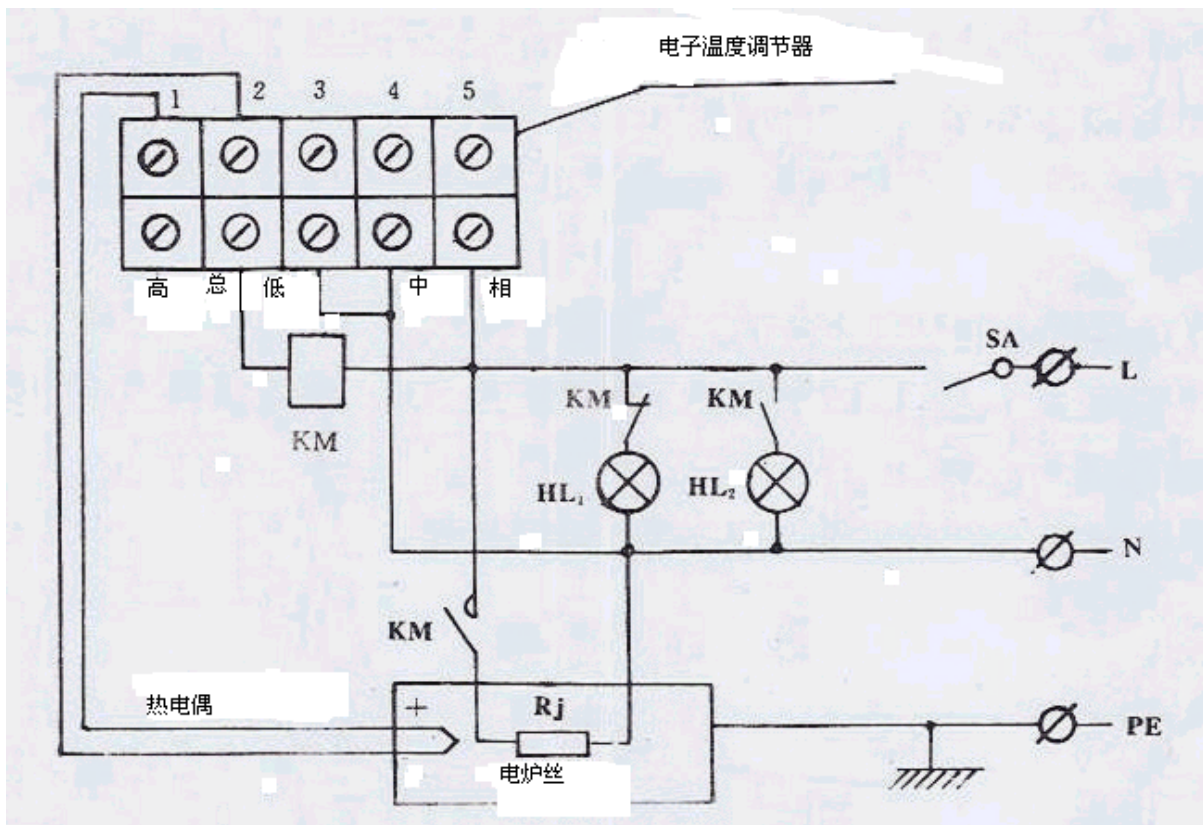 电子温度调节器
1 2 3 4 5
高 总 低 中 相
SA
L
KM KM
KM
HL₁ HL₂
N
KM
热电偶
+ Rj
PE
电炉丝